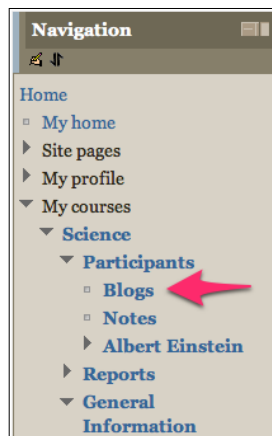 Navigation
Home
My home
Site pages
My profile
My courses
Science
Participants
Blogs
Notes
Albert Einstein
Reports
General
Information